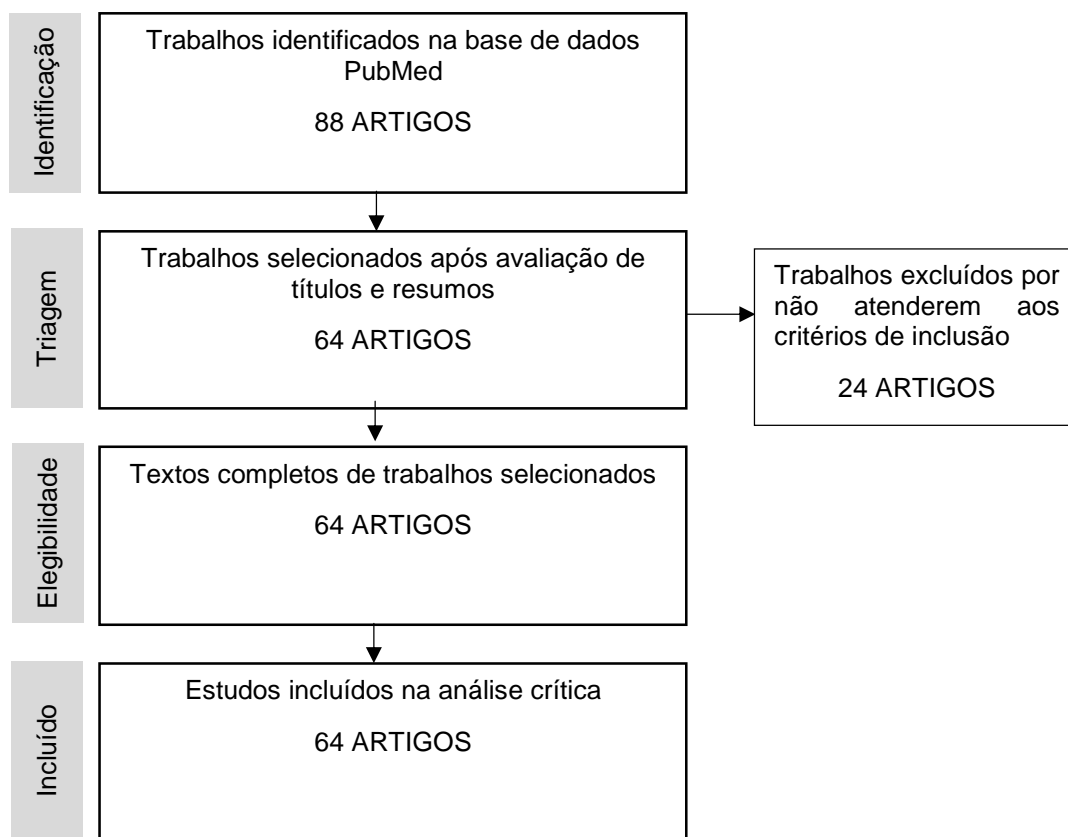 Identificação
Trabalhos identificados na base de dados
PubMed
88 ARTIGOS
Triagem
Trabalhos selecionados após avaliação de
títulos e resumos
64 ARTIGOS
Trabalhos excluídos por
não atenderem aos
critérios de inclusão
24 ARTIGOS
Elegibilidade
Textos completos de trabalhos selecionados
64 ARTIGOS
Incluído
Estudos incluídos na análise crítica
64 ARTIGOS